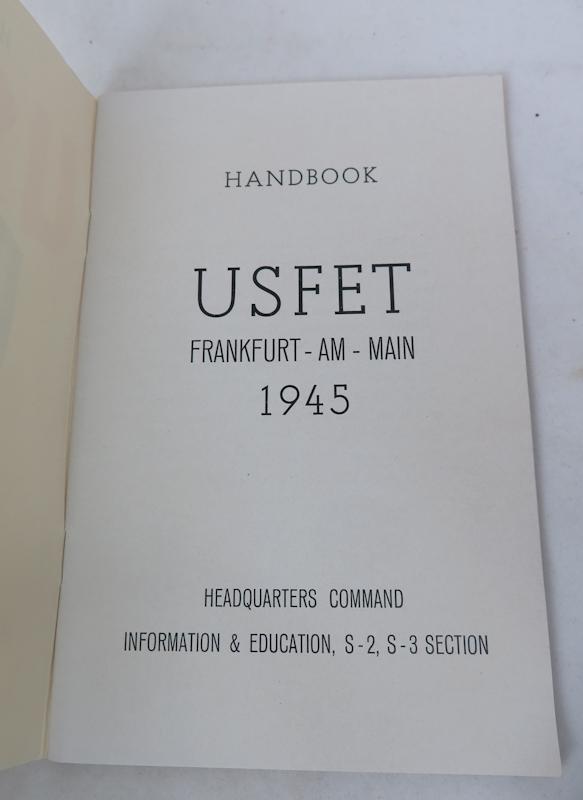 HANDBOOK
USFET
FRANKFURT - AM - MAIN
1945
HEADQUARTERS COMMAND
INFORMATION & EDUCATION, S-2, S-3 SECTION